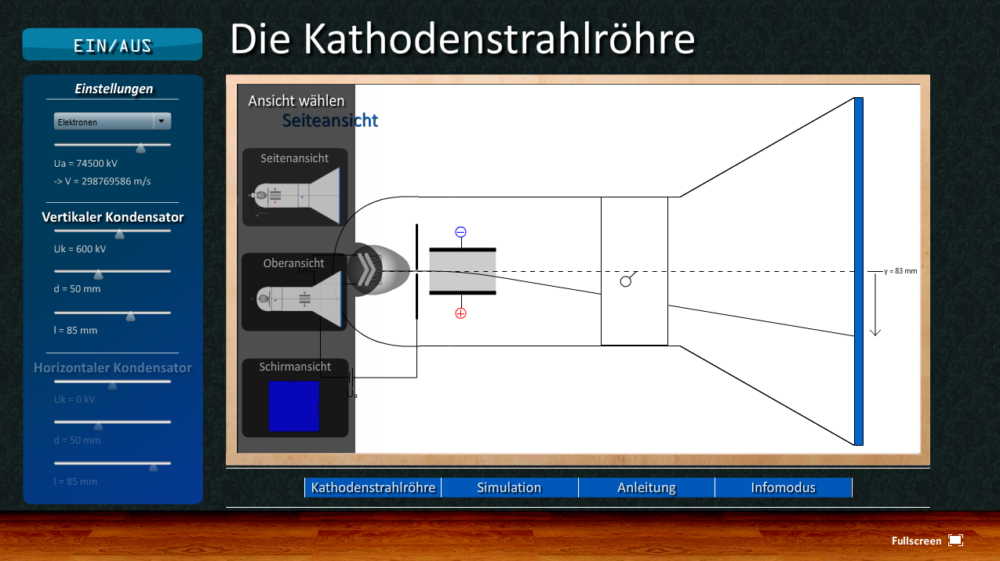 Die Kathodenstrahlröhre
EIN/AUS
Einstellungen
Elektronen
Ua = 74500 kV
-> V = 298769586 m/s
Vertikaler Kondensator
Uk = 600 kV
d = 50 mm
l = 85 mm
Horizontaler Kondensator
Uk = 0 kV
d = 50 mm
l = 85 mm
Ansicht wählen
Seiteansicht
Seitenansicht
Oberansicht
Schirmansicht
Ua
y = 83 mm
Kathodenstrahlröhre
Simulation
Anleitung
Infomodus
Fullscreen